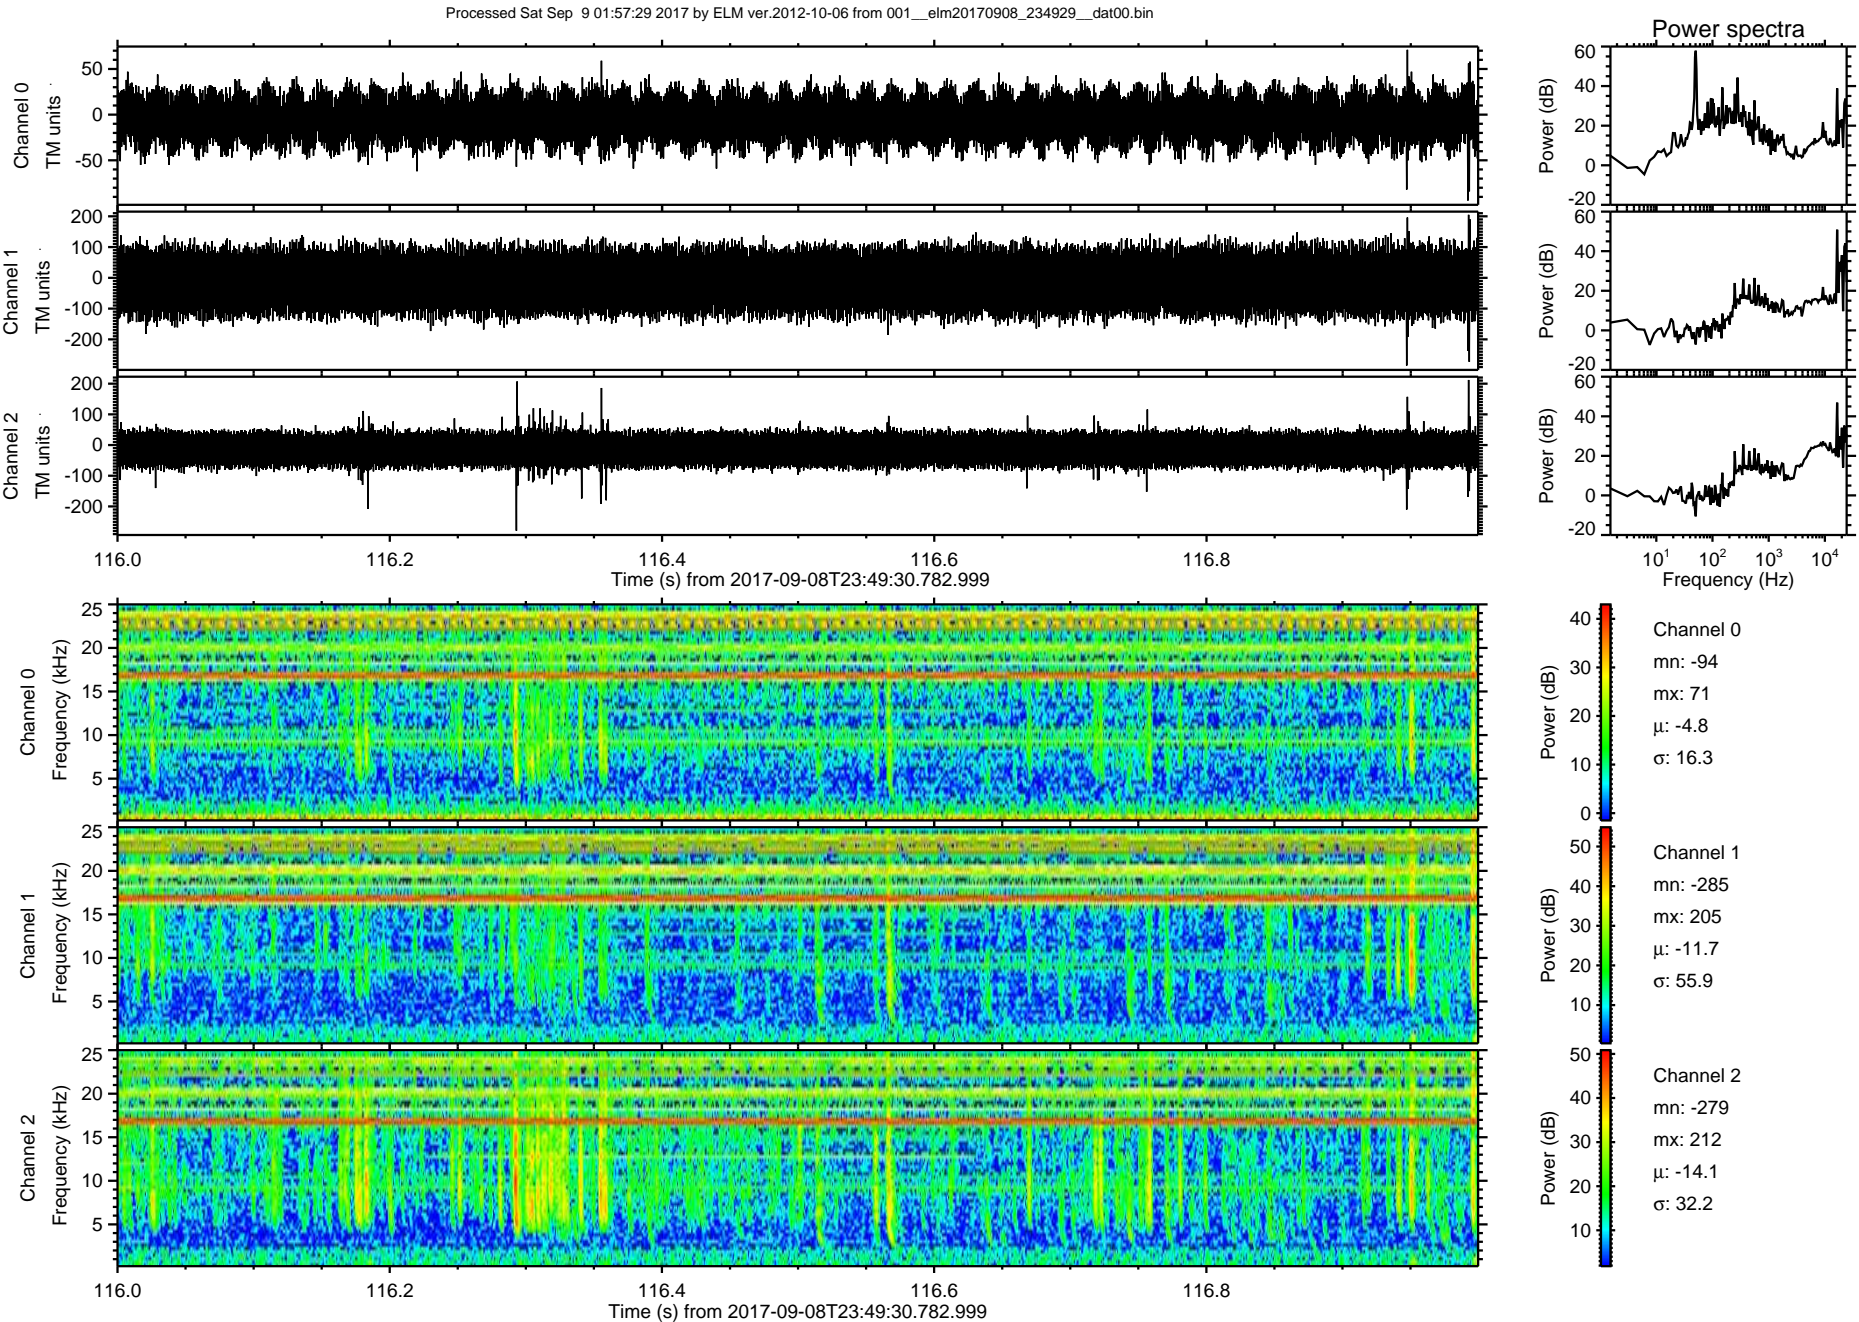 Processed Sat Sep  9 01:57:29 2017 by ELM ver.2012-10-06 from 001__elm20170908_234929__dat00.bin
Power spectra
Channel 0
TM units
50
0
-50
Power (dB)
60
40
20
0
-20
Channel 1
TM units
200
100
0
-100
-200
Power (dB)
60
40
20
0
-20
Channel 2
TM units
200
100
0
-100
-200
Power (dB)
60
40
20
0
-20
116.0 116.2 116.4 116.6 116.8
Time (s) from 2017-09-08T23:49:30.782.999
10^1 10^2 10^3 10^4
Frequency (Hz)
Channel 0
Frequency (kHz)
25
20
15
10
5
Power (dB)
40
30
20
10
0
Channel 0
mn: -94
mx: 71
μ: -4.8
σ: 16.3
Channel 1
Frequency (kHz)
25
20
15
10
5
Power (dB)
50
40
30
20
10
Channel 1
mn: -285
mx: 205
μ: -11.7
σ: 55.9
Channel 2
Frequency (kHz)
25
20
15
10
5
Power (dB)
50
40
30
20
10
Channel 2
mn: -279
mx: 212
μ: -14.1
σ: 32.2
116.0 116.2 116.4 116.6 116.8
Time (s) from 2017-09-08T23:49:30.782.999